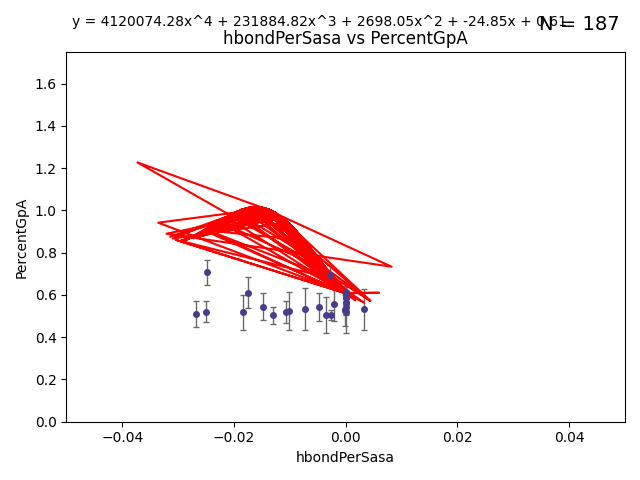 y = 4120074.28x^4 + 231884.82x^3 + 2698.05x^2 + -24.85x + 0.61
N = 187
hbondPerSasa vs PercentGpA
1.6
1.4
1.2
1.0
0.8
0.6
0.4
0.2
0.0
PercentGpA
−0.04 −0.02 0.00 0.02 0.04
hbondPerSasa